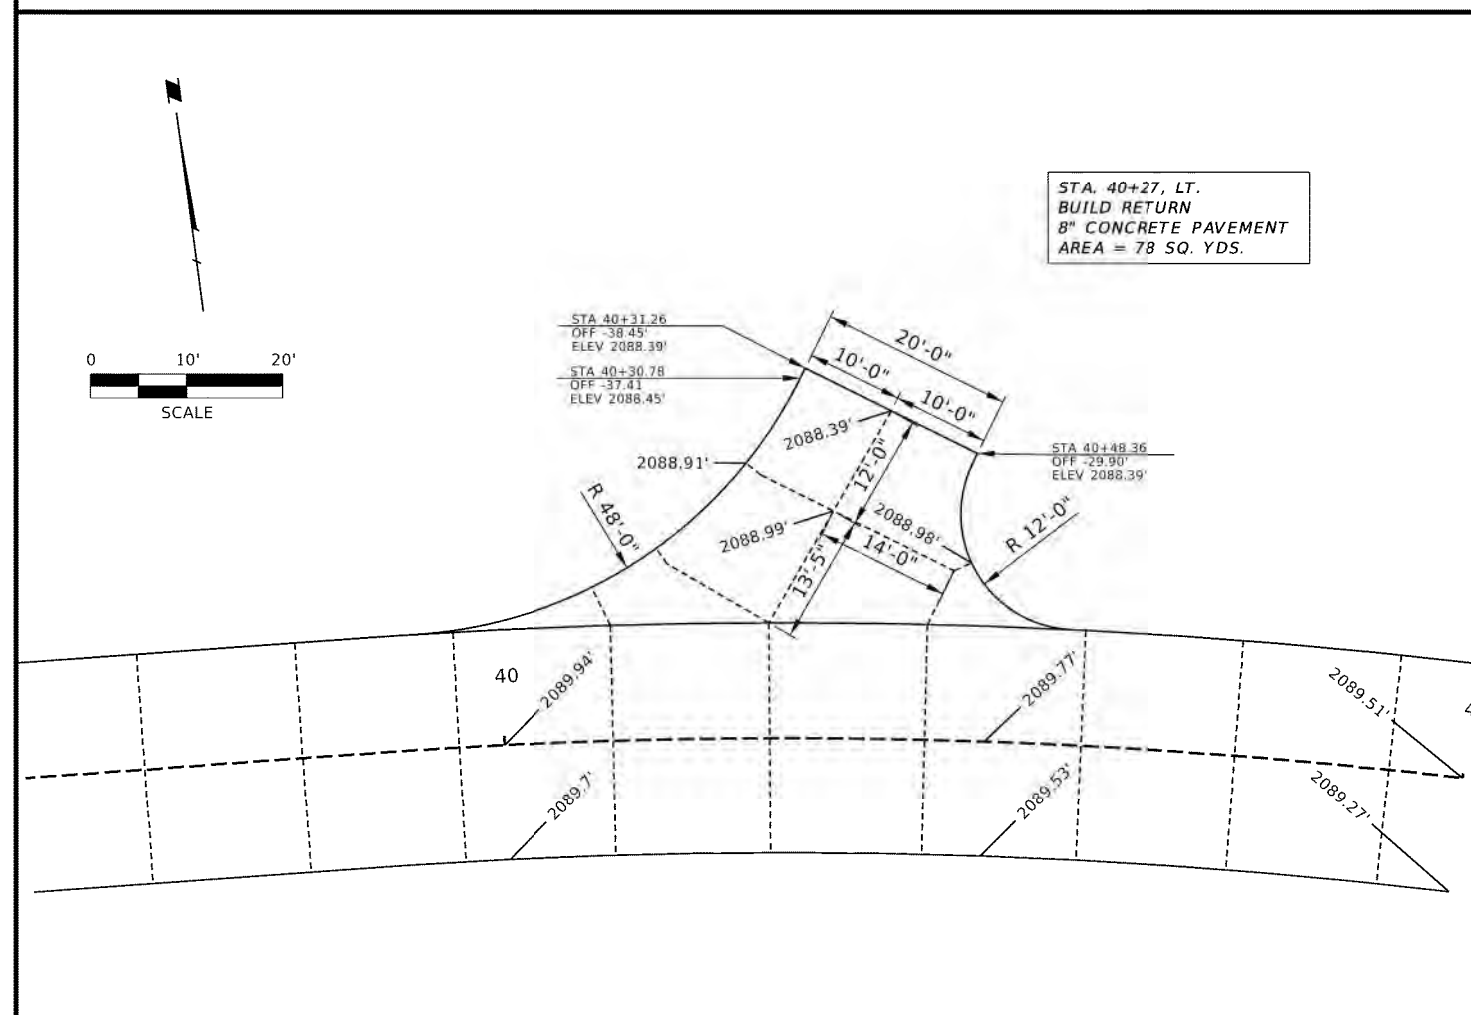 STA. 40+27, LT.
BUILD RETURN
8" CONCRETE PAVEMENT
AREA = 78 SQ. YDS.
STA 40+31.26
OFF -38.45'
ELEV 2088.39'
STA 40+30.78
OFF -37.41
ELEV 2088.45'
20'-0"
10'-0"
10'-0"
0 10' 20'
SCALE
2088.39'
12'-0"
STA 40+48.36
OFF -29.90'
ELEV 2088.39'
2088.91'
R 48'-0"
2088.99'
2088.98'
R 12'-0"
14'-0"
13'-5"
40
2089.94'
2089.77'
2089.51'
2089.7'
2089.53'
2089.27'